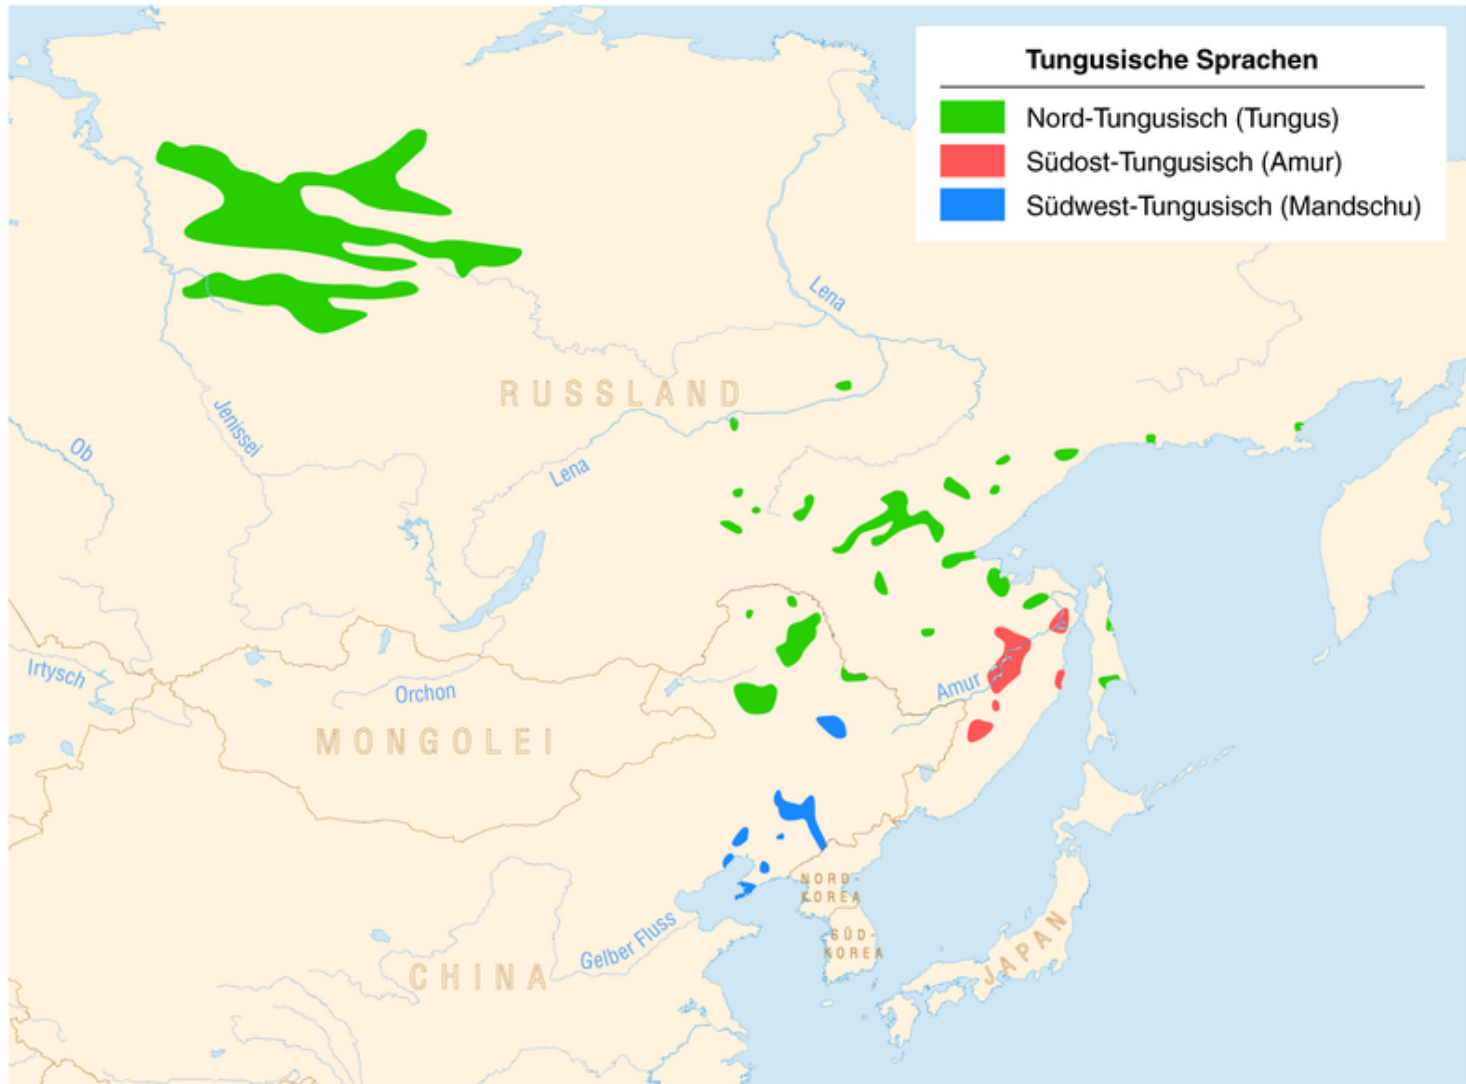 Tungusische Sprachen
Nord-Tungusisch (Tungus)
Südost-Tungusisch (Amur)
Südwest-Tungusisch (Mandschu)
Lena
RUSSLAND
Jenissei
Ob
Lena
Irtysch
Orchon
Amur
MONGOLEI
NORD-
KOREA
Gelber Fluss
SÜD-
KOREA
JAPAN
CHINA